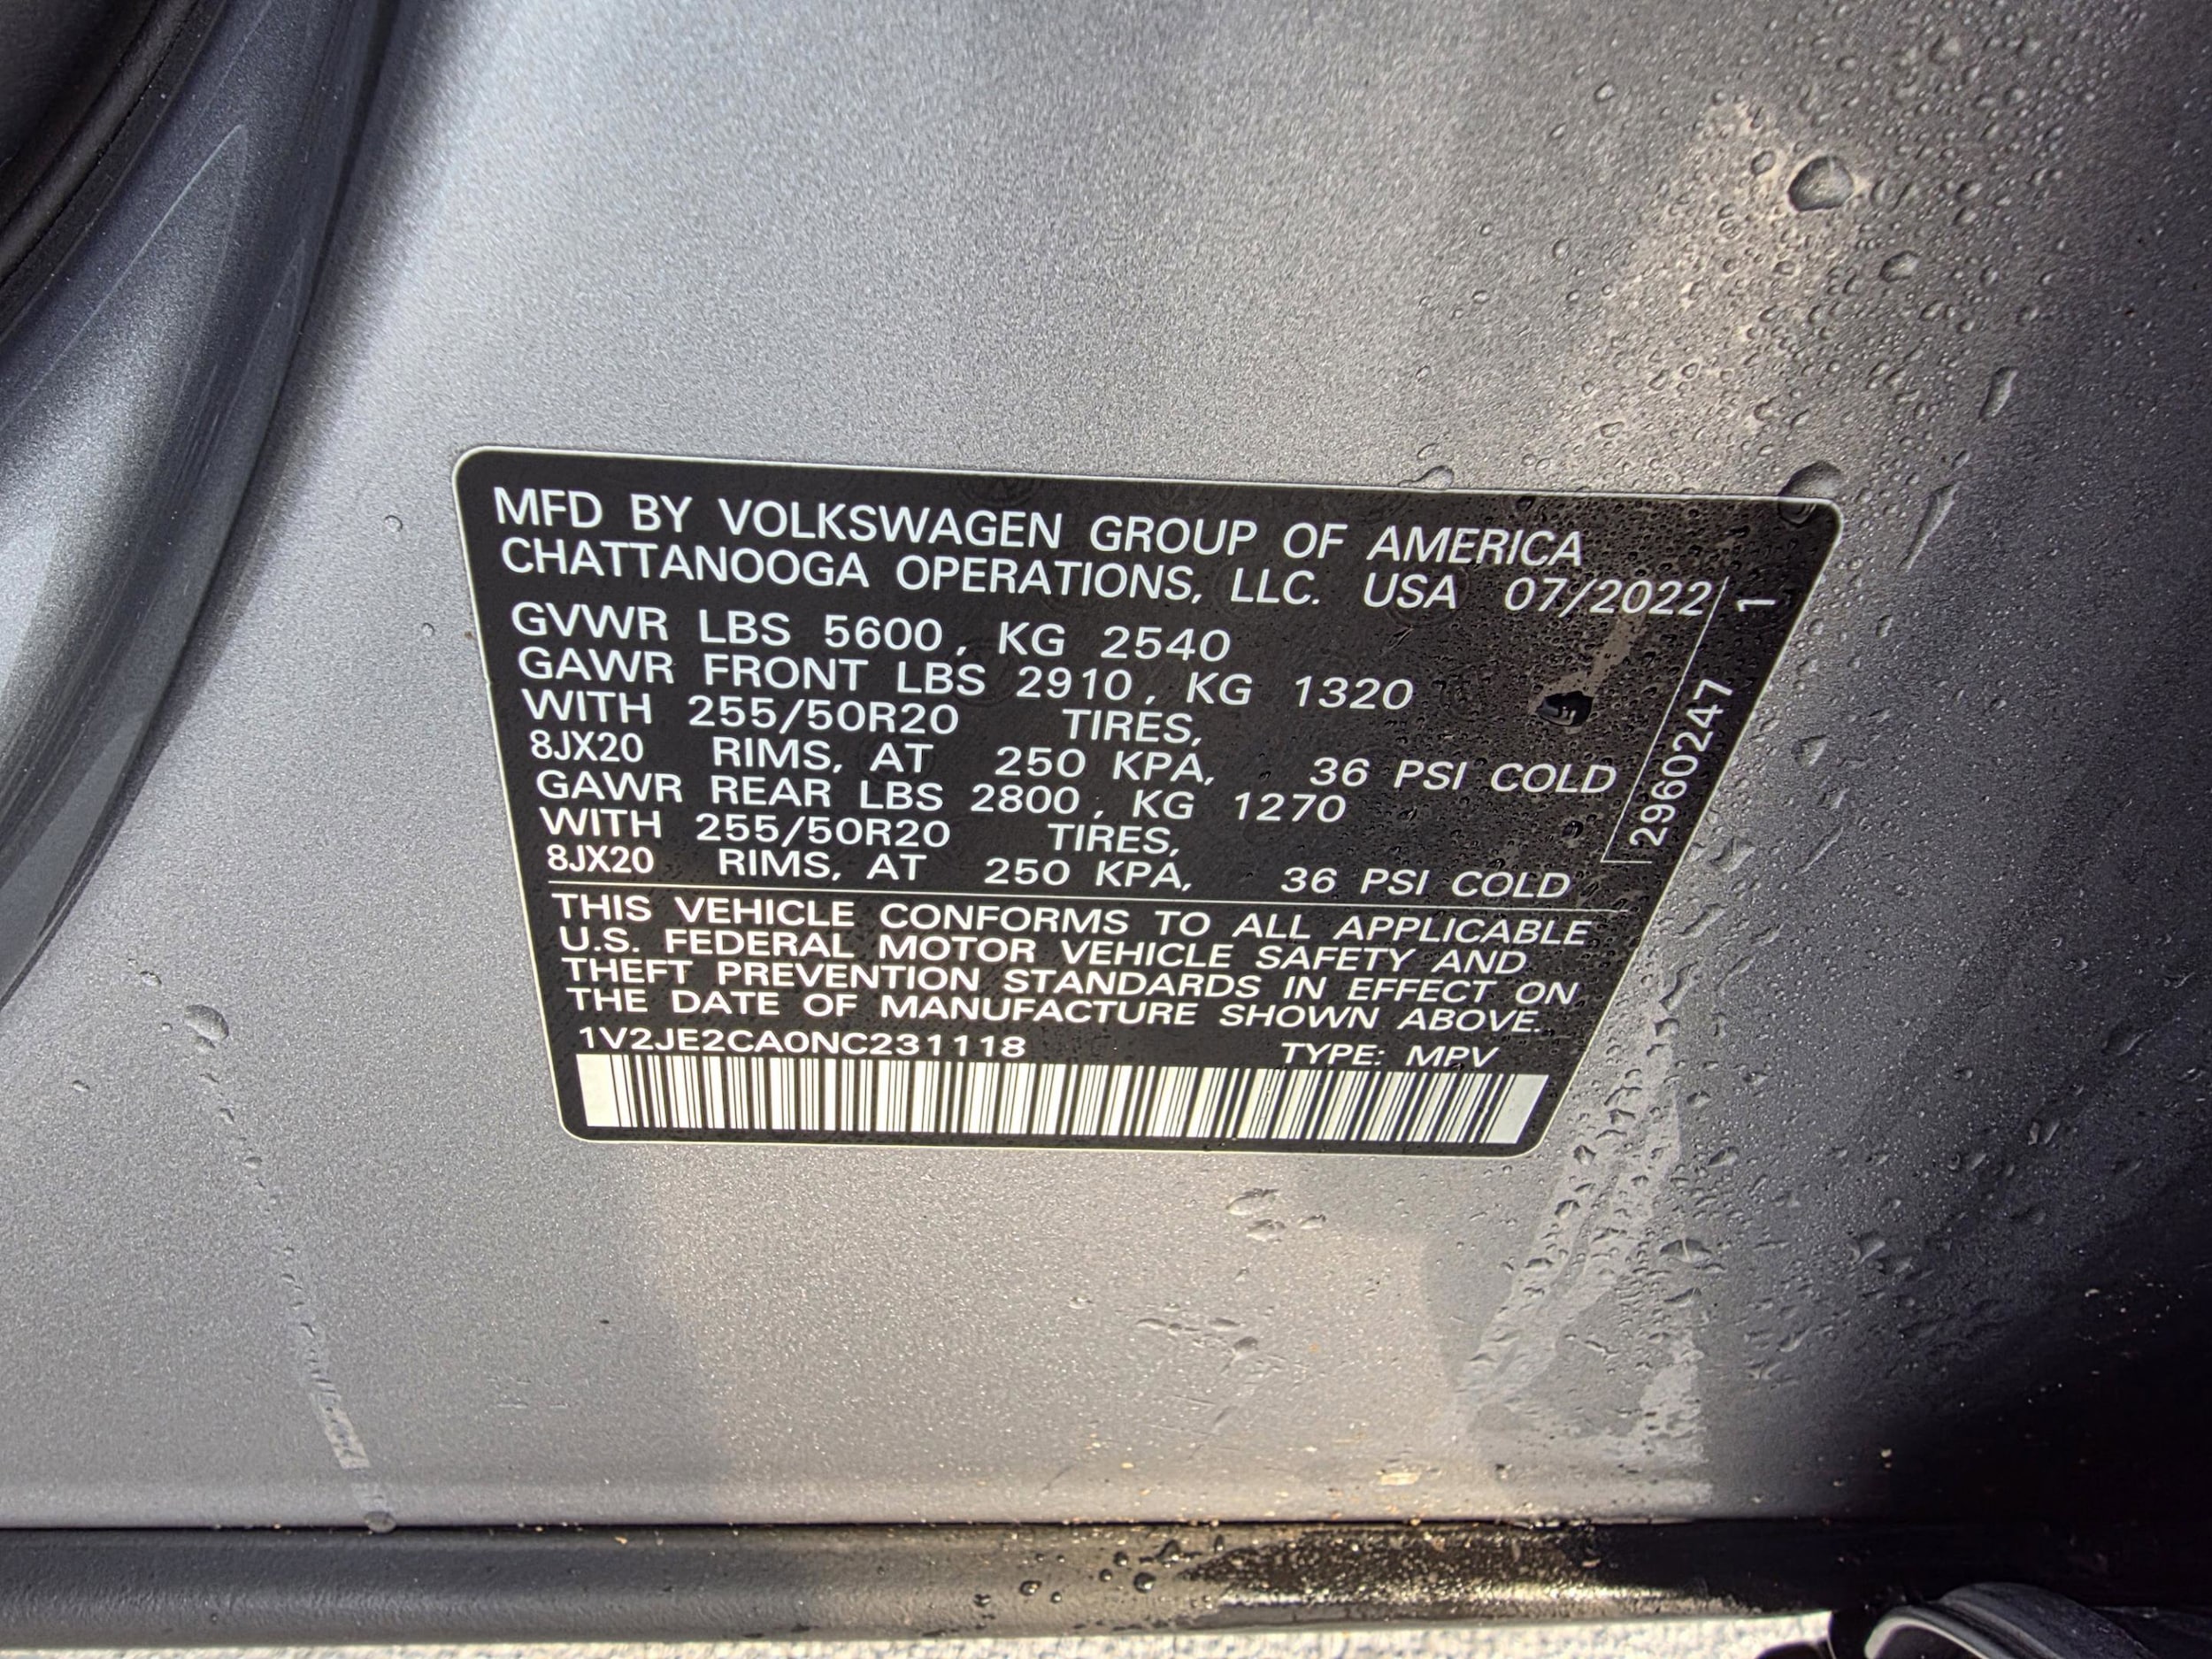 MFD BY VOLKSWAGEN GROUP OF AMERICA
CHATTANOOGA OPERATIONS, LLC. USA 07/2022
GVWR LBS 5600, KG 2540
GAWR FRONT LBS 2910, KG 1320
WITH 255/50R20 TIRES,
8JX20 RIMS, AT 250 KPA, 36 PSI COLD
GAWR REAR LBS 2800, KG 1270
WITH 255/50R20 TIRES,
8JX20 RIMS, AT 250 KPA, 36 PSI COLD
THIS VEHICLE CONFORMS TO ALL APPLICABLE
U.S. FEDERAL MOTOR VEHICLE SAFETY AND
THEFT PREVENTION STANDARDS IN EFFECT ON
THE DATE OF MANUFACTURE SHOWN ABOVE.
1V2JE2CA0NC231118 TYPE: MPV
29602247 1